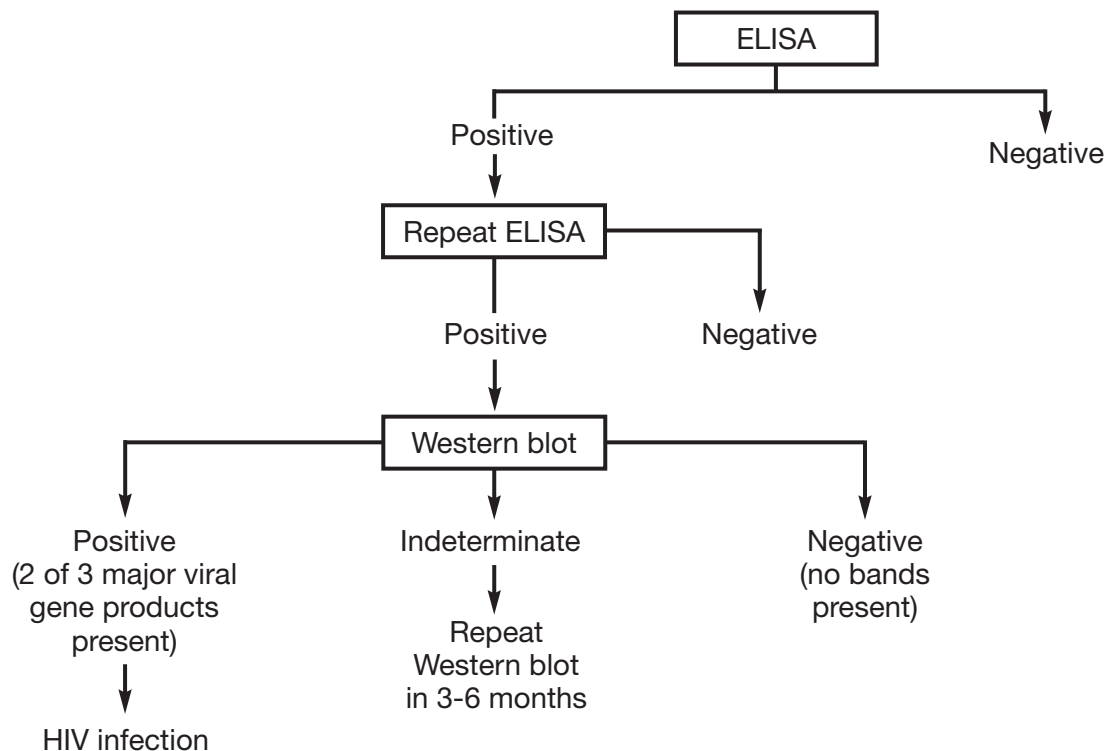 ELISA
Positive
Negative
Repeat ELISA
Positive
Negative
Western blot
Positive
(2 of 3 major viral
gene products
present)
HIV infection
Indeterminate
Repeat
Western blot
in 3-6 months
Negative
(no bands
present)